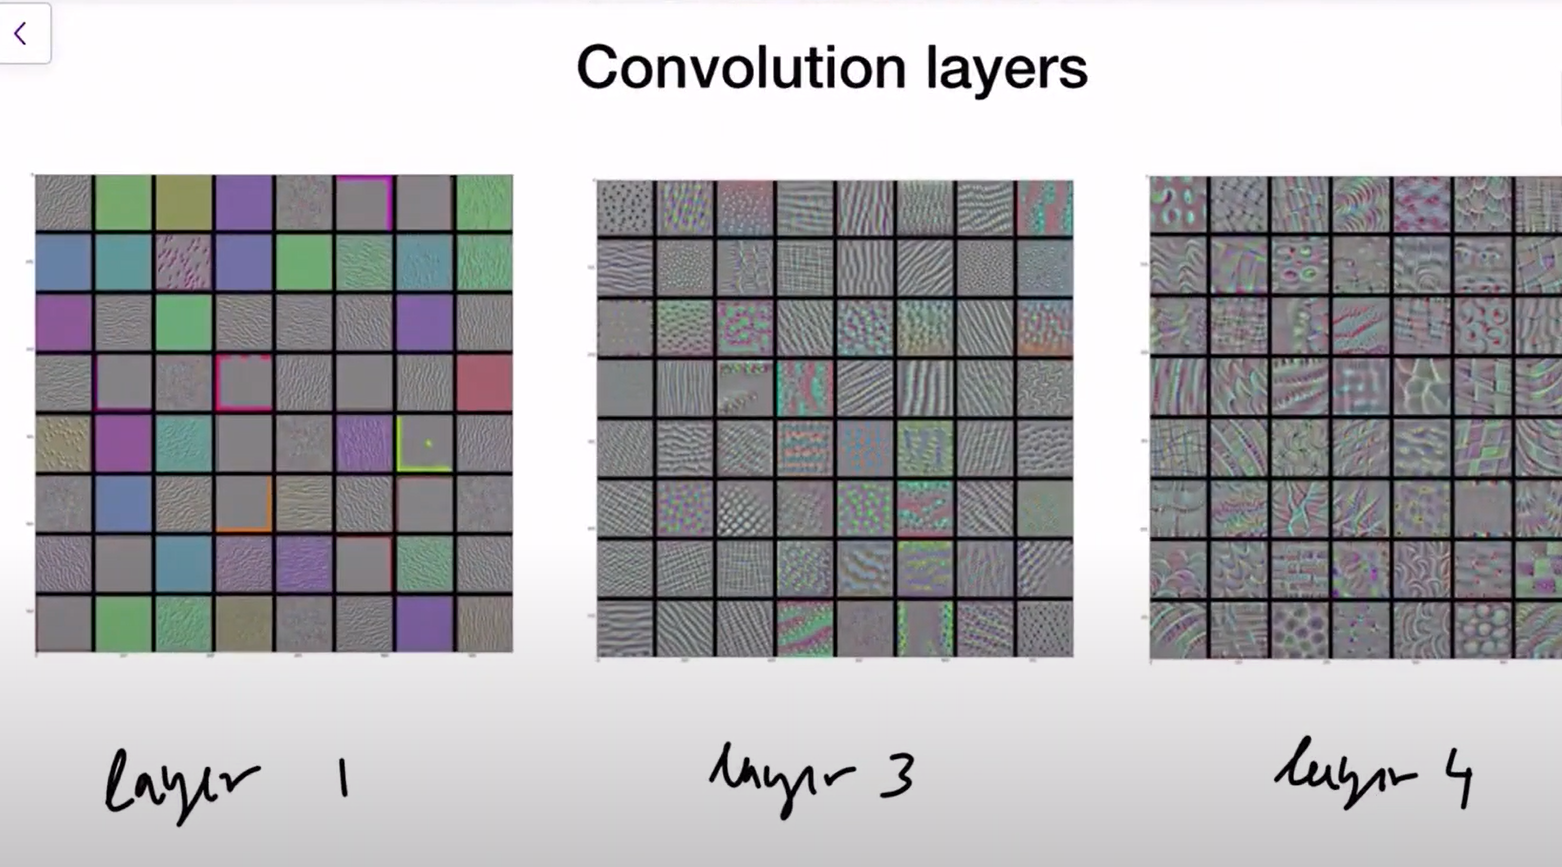 Convolution layers
layer 1
layer 3
layer 4